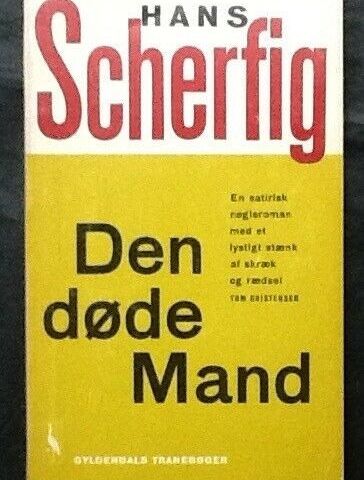 HANS
Scherfig
En satirisk
nøgleroman
med et
lystigt stænk
af skræk
og rædsel
TOM KRISTENSEN
Den
døde
Mand
GYLDENDALS TRANEBØGER